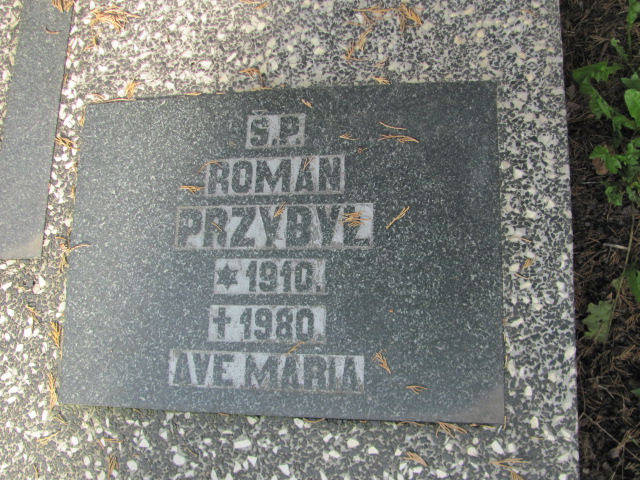 Ś.P.
ROMAN
PRZYBYŁ
✶ 1910.
✝ 1980.
AVE MARIA